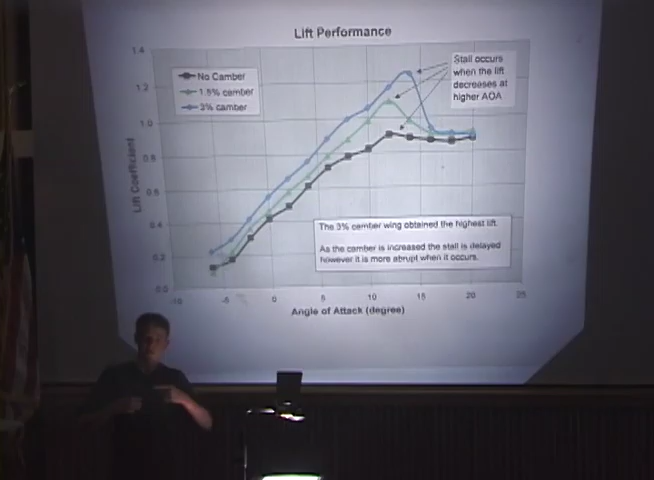 Lift Performance
1.4
1.2
1.0
0.8
0.6
0.4
0.2
0.0
-10
-5
0
5
10
15
20
25
Lift Coefficient
Angle of Attack (degree)
No Camber
1.5% camber
3% camber
Stall occurs
when the lift
decreases at
higher AOA
The 3% camber wing obtained the highest lift.
As the camber is increased the stall is delayed
however it is more abrupt when it occurs.